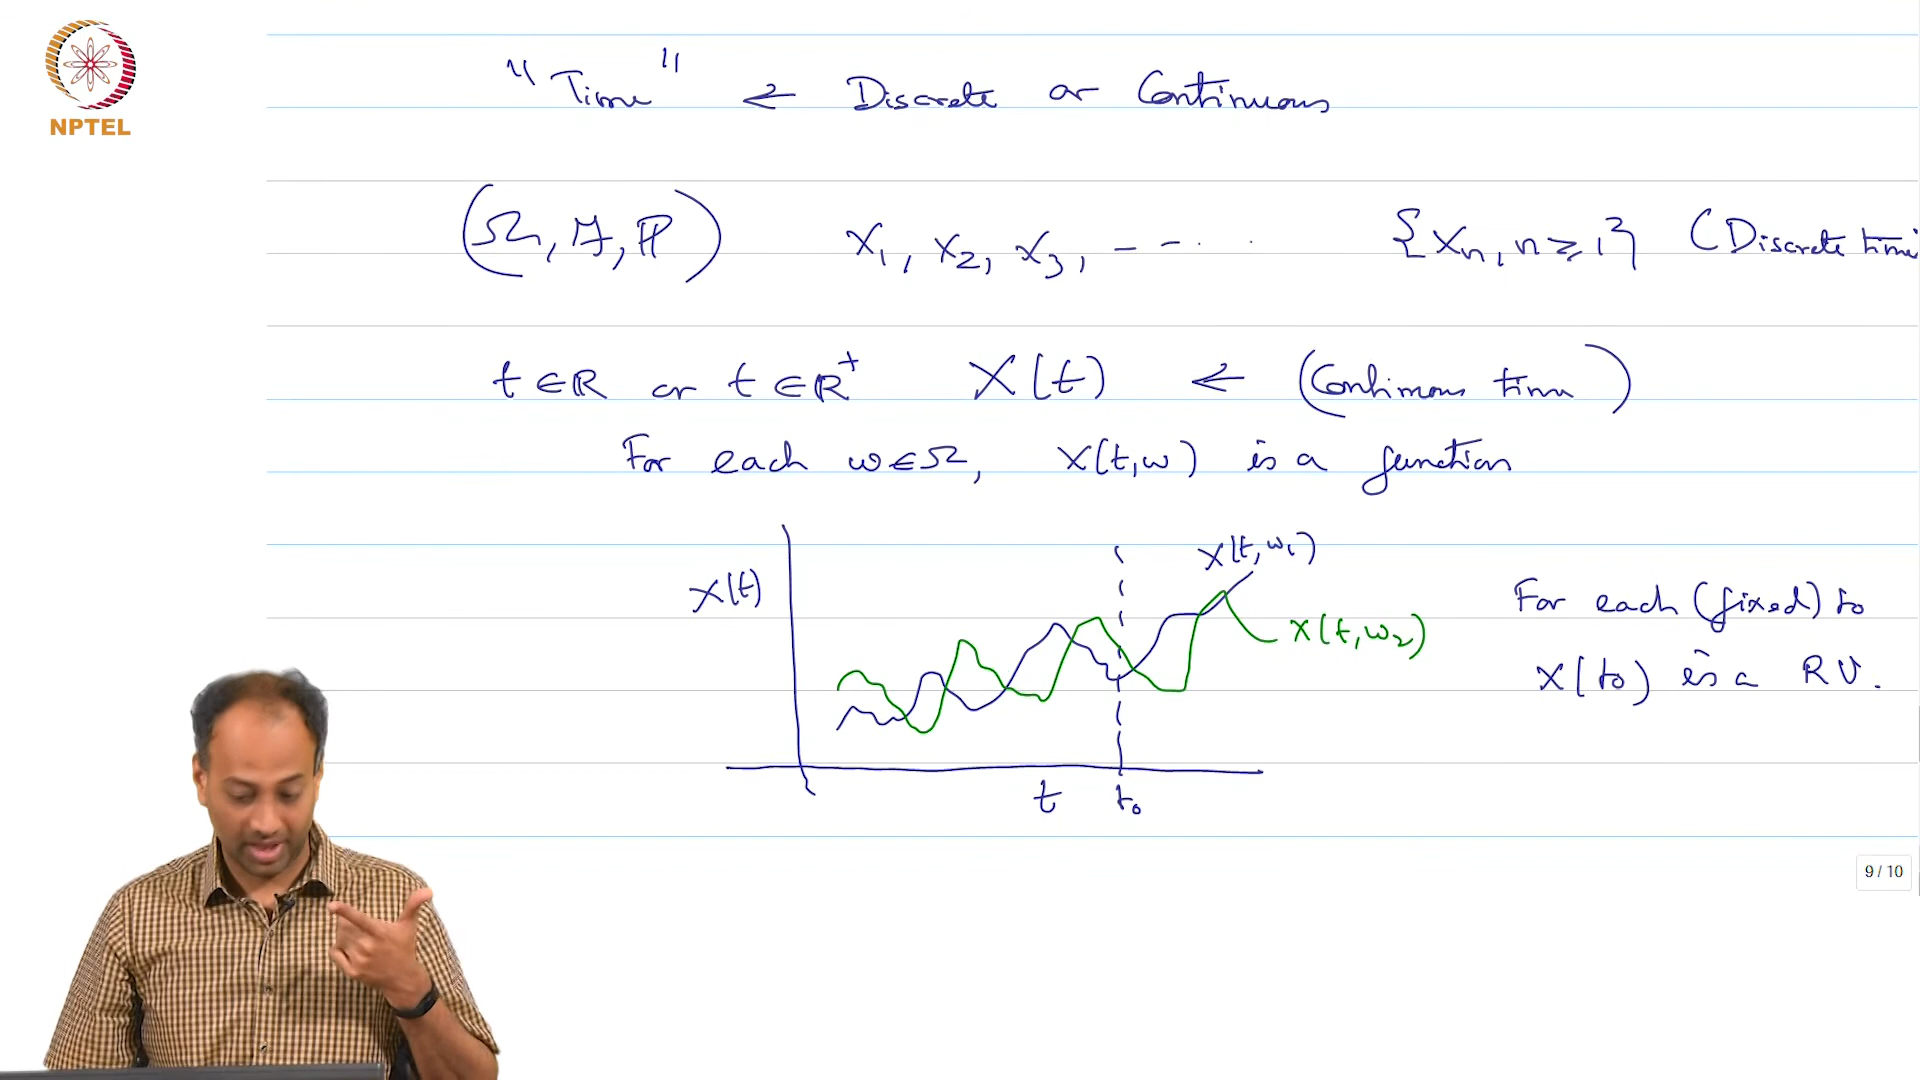 NPTEL
"Time" ← Discrete or Continuous
(Ω, F, ℙ) X₁, X₂, X₃, - - · · {Xₙ, n ≥ 1} (Discrete time
t ∈ ℝ or t ∈ ℝ⁺ X(t) ← (Continuous time)
For each ω ∈ Ω, X(t,ω) is a function
X(t)
X(t,ω₁)
X(t,ω₂)
t t₀
For each (fixed) t₀
X(t₀) is a RV.
9 / 10